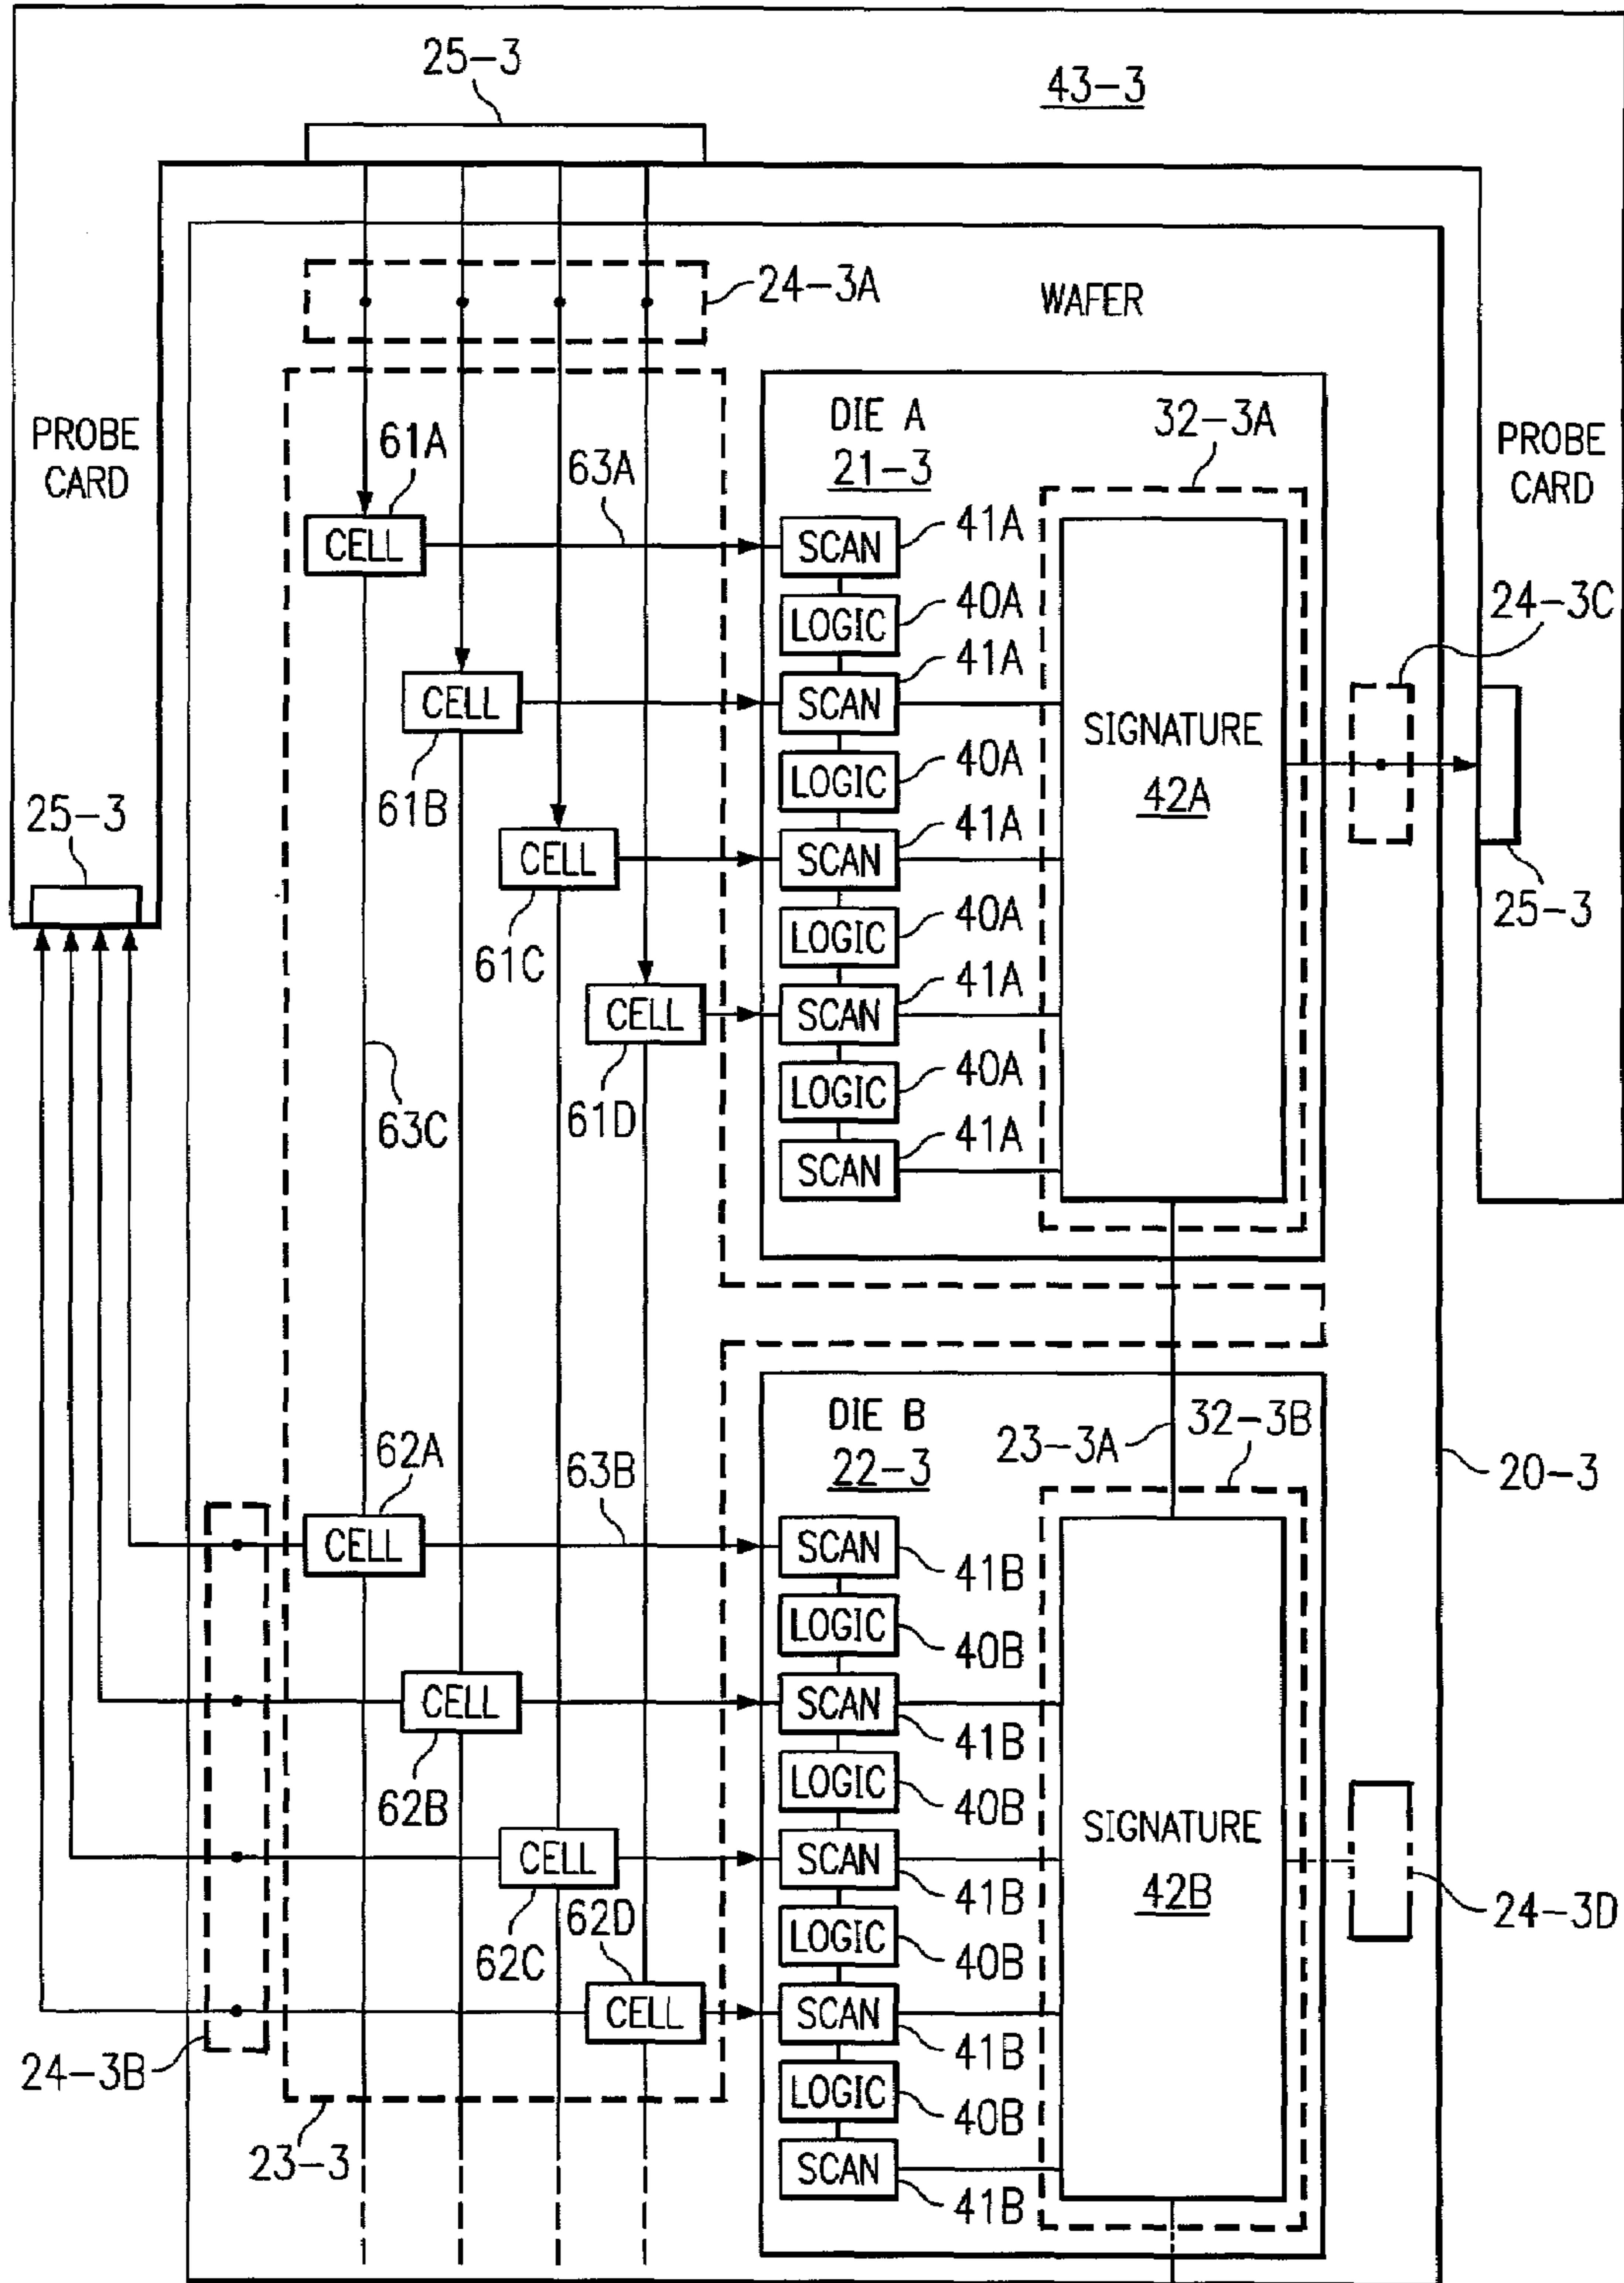 25-3
43-3
24-3A
WAFER
PROBE
CARD
61A
63A
DIE A
21-3
32-3A
PROBE
CARD
CELL
SCAN
41A
LOGIC
40A
24-3C
41A
CELL
SCAN
SIGNATURE
42A
61B
LOGIC
40A
25-3
41A
CELL
SCAN
25-3
61C
LOGIC
40A
41A
CELL
SCAN
63C
61D
LOGIC
40A
41A
SCAN
DIE B
22-3
23-3A
32-3B
62A
63B
20-3
CELL
SCAN
41B
LOGIC
40B
CELL
SCAN
41B
62B
LOGIC
40B
SIGNATURE
42B
CELL
SCAN
41B
24-3D
62D
62C
LOGIC
40B
CELL
SCAN
41B
24-3B
LOGIC
40B
23-3
SCAN
41B